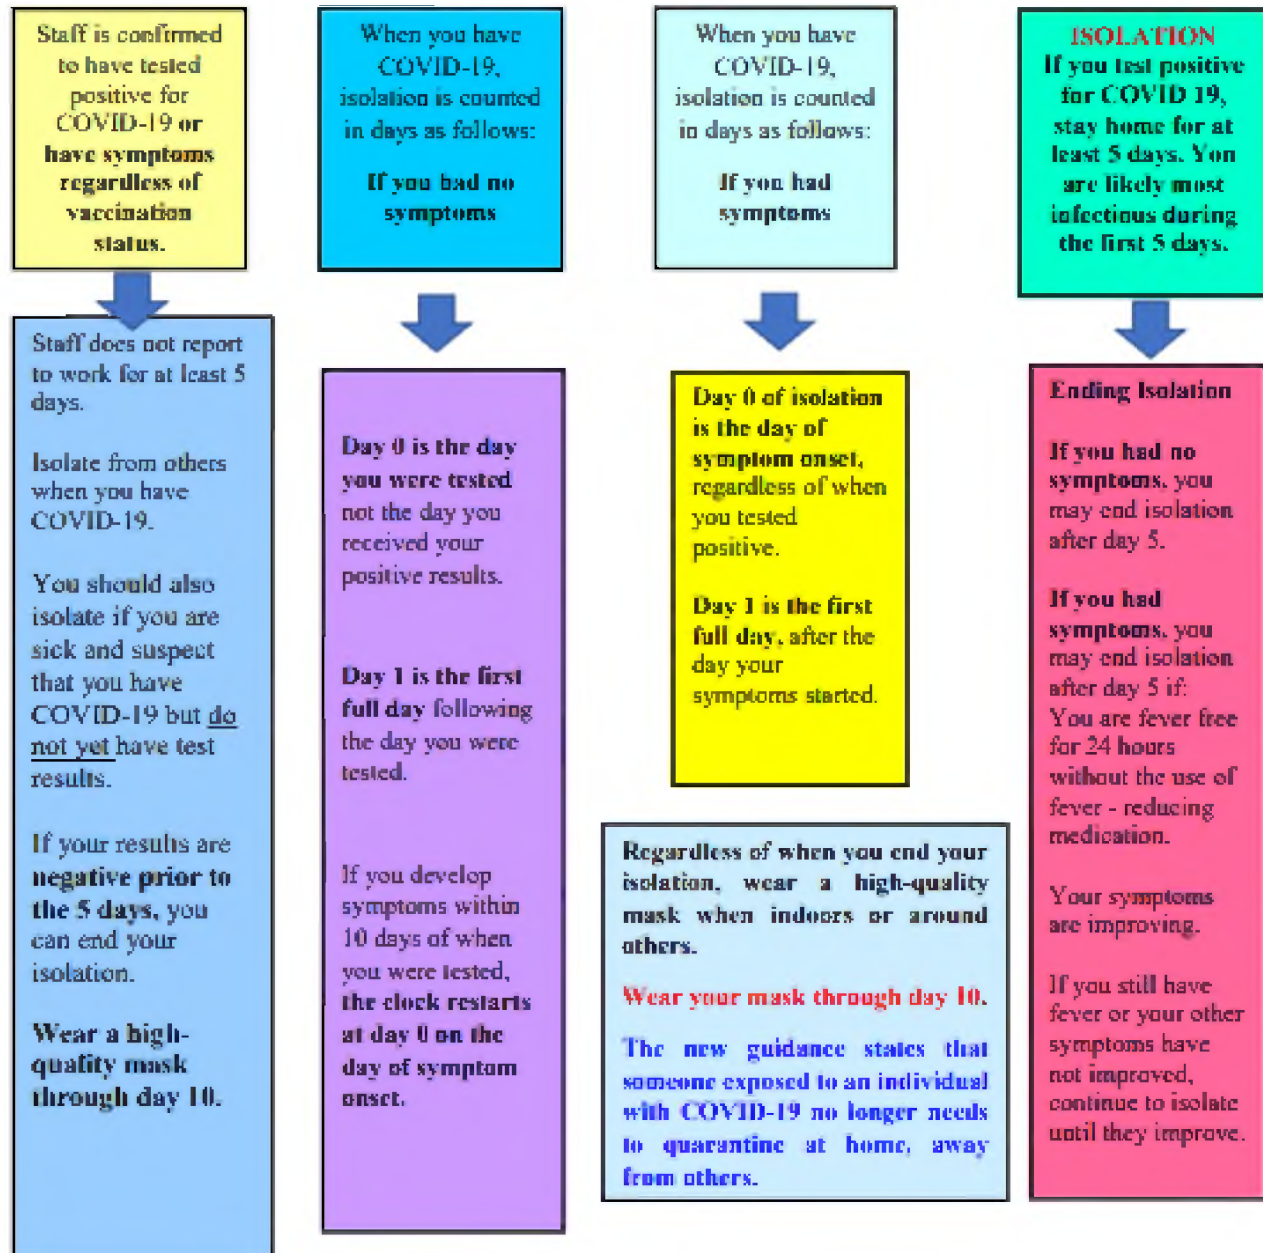 Staff is confirmed
to have tested
positive for
COVID-19 or
have symptoms
regardless of
vaccination
status.
Staff does not report
to work for at least 5
days.
Isolate from others
when you have
COVID-19.
You should also
isolate if you are
sick and suspect
that you have
COVID-19 but do
not yet have test
results.
If your results are
negative prior to
the 5 days, you
can end your
isolation.
Wear a high-
quality mask
through day 10.
When you have
COVID-19,
isolation is counted
in days as follows:
If you had no
symptoms
Day 0 is the day
you were tested
not the day you
received your
positive results.
Day 1 is the first
full day following
the day you were
tested.
If you develop
symptoms within
10 days of when
you were tested,
the clock restarts
at day 0 on the
day of symptom
onset.
When you have
COVID-19,
isolation is counted
in days as follows:
If you had
symptoms
Day 0 of isolation
is the day of
symptom onset,
regardless of when
you tested
positive.
Day 1 is the first
full day, after the
day your
symptoms started.
Regardless of when you end your
isolation, wear a high-quality
mask when indoors or around
others.
Wear your mask through day 10.
The new guidance states that
someone exposed to an individual
with COVID-19 no longer needs
to quarantine at home, away
from others.
ISOLATION
If you test positive
for COVID 19,
stay home for at
least 5 days. You
are likely most
infectious during
the first 5 days.
Ending Isolation
If you had no
symptoms, you
may end isolation
after day 5.
If you had
symptoms, you
may end isolation
after day 5 if:
You are fever free
for 24 hours
without the use of
fever - reducing
medication.
Your symptoms
are improving.
If you still have
fever or your other
symptoms have
not improved,
continue to isolate
until they improve.